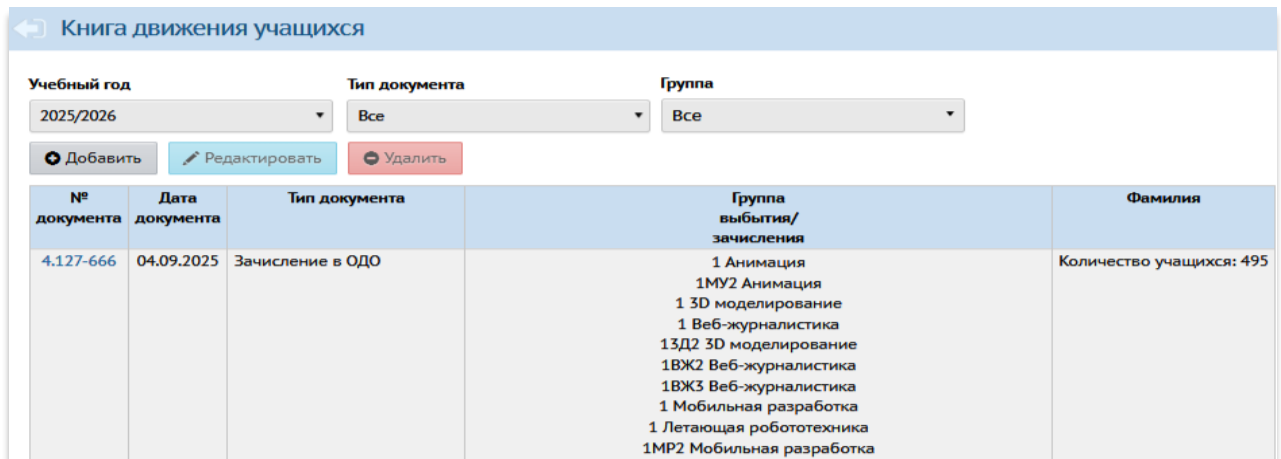 Книга движения учащихся
Учебный год Тип документа Группа
2025/2026 Все Все
Добавить Редактировать Удалить
№ документа Дата документа Тип документа Группа выбытия/ зачисления Фамилия
4.127-666 04.09.2025 Зачисление в ОДО 1 Анимация Количество учащихся: 495
1МУ2 Анимация
1 3D моделирование
1 Веб-журналистика
13Д2 3D моделирование
1ВЖ2 Веб-журналистика
1ВЖ3 Веб-журналистика
1 Мобильная разработка
1 Летающая робототехника
1МР2 Мобильная разработка